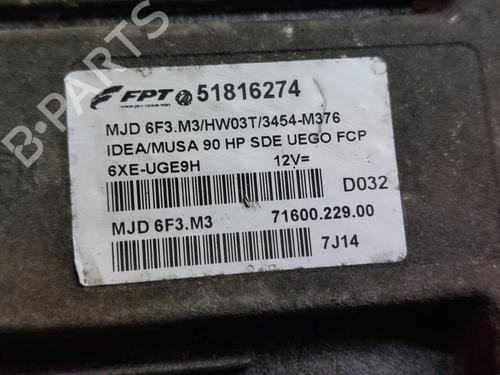 FPT 51816274
MJD 6F3.M3/HW03T/3454-M376
IDEA/MUSA 90 HP SDE UEGO FCP
6XE-UGE9H 12V=
D032
MJD 6F3.M3 71600.229.00
7J14
B-PARTS